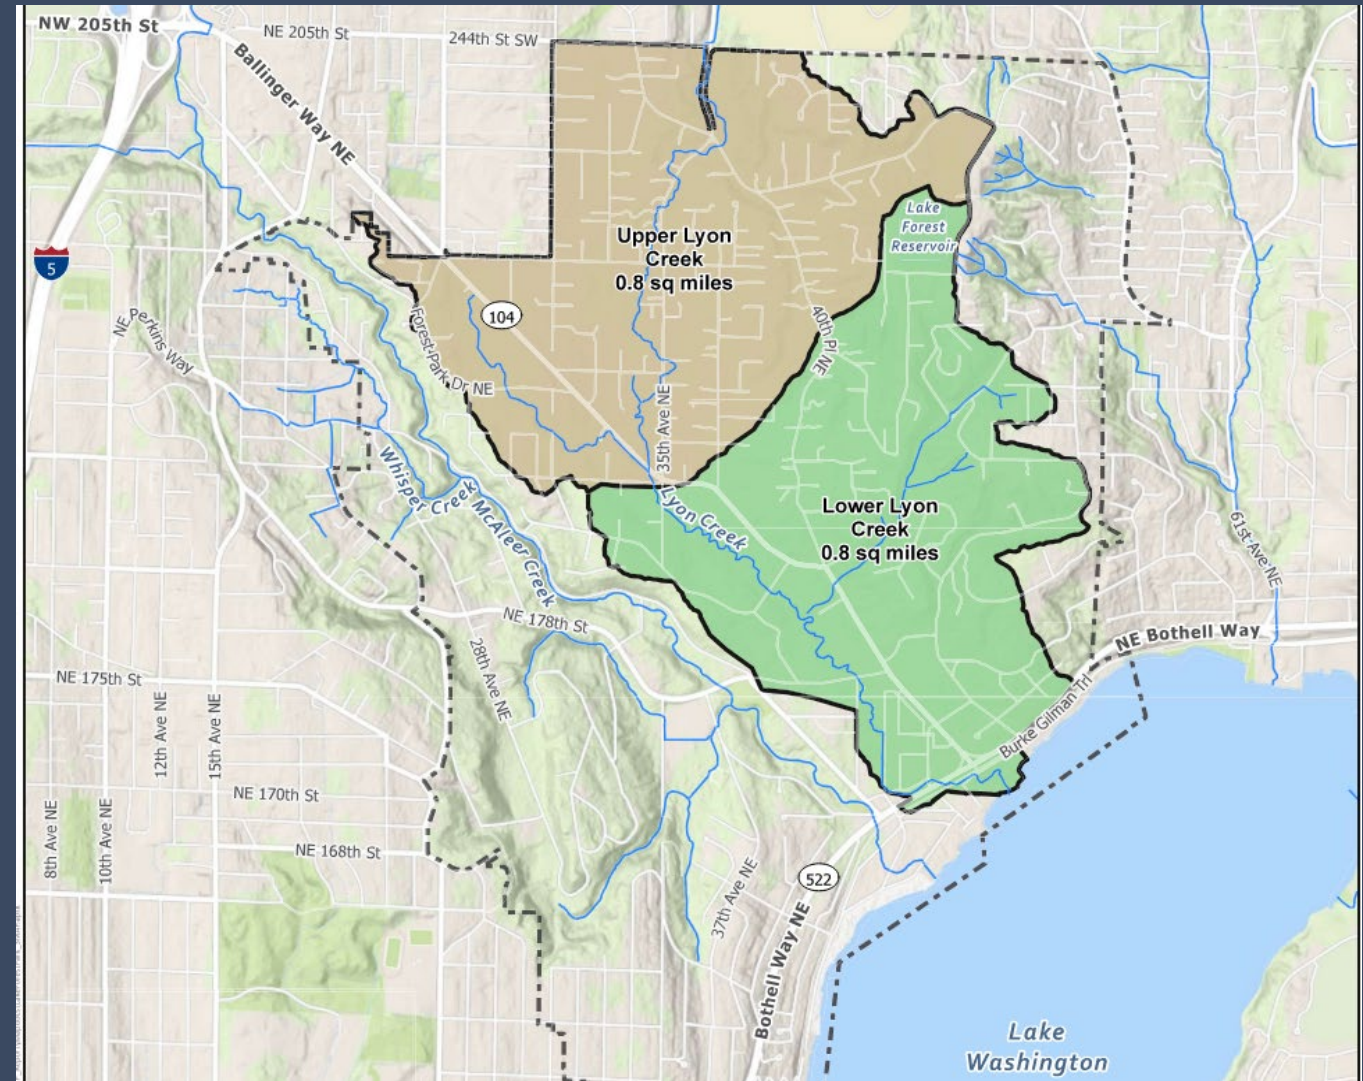 NW 205th St
NE 205th St
244th St SW
Ballinger Way NE
Lake
Forest
Reservoir
Upper Lyon
Creek
0.8 sq miles
5
104
NE Perkins Way
Forest Park Dr NE
40th Pl NE
35th Ave NE
Whisper Creek
McAleer Creek
Lyon Creek
Lower Lyon
Creek
0.8 sq miles
61st Ave NE
NE 178th St
NE Bothell Way
28th Ave NE
NE 175th St
12th Ave NE
15th Ave NE
Burke Gilman Trl
NE 170th St
8th Ave NE
10th Ave NE
NE 168th St
37th Ave NE
522
Bothell Way NE
Lake
Washington